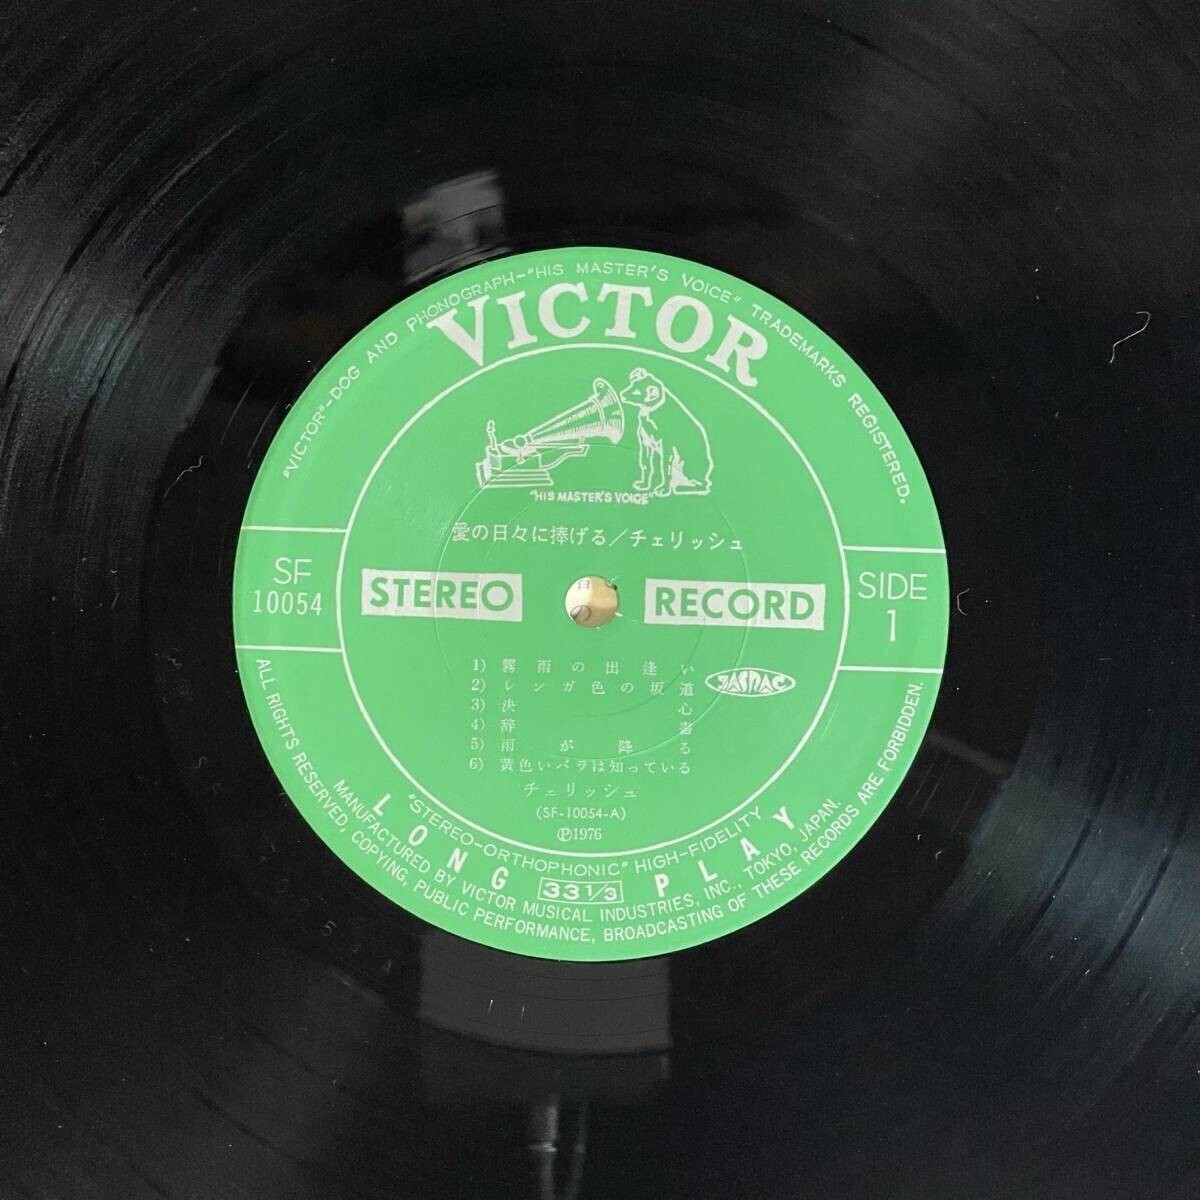 "VICTOR"-DOG AND PHONOGRAPH-"HIS MASTER'S VOICE" TRADEMARKS REGISTERED.
VICTOR
"HIS MASTER'S VOICE"
愛の日々に捧げる／チェリッシュ
SF
10054
STEREO
RECORD
SIDE
1
1) 霧雨の出逢い
2) レンガ色の坂道
3) 決心
4) 辞書
5) 雨が降る
6) 黄色いバラは知っている
JASRAC
チェリッシュ
(SF-10054-A)
Ⓟ1976
"STEREO-ORTHOPHONIC" HIGH-FIDELITY
LONG 33 1/3 PLAY
MANUFACTURED BY VICTOR MUSICAL INDUSTRIES, INC., TOKYO, JAPAN.
ALL RIGHTS RESERVED, COPYING, PUBLIC PERFORMANCE, BROADCASTING OF THESE RECORDS ARE FORBIDDEN.